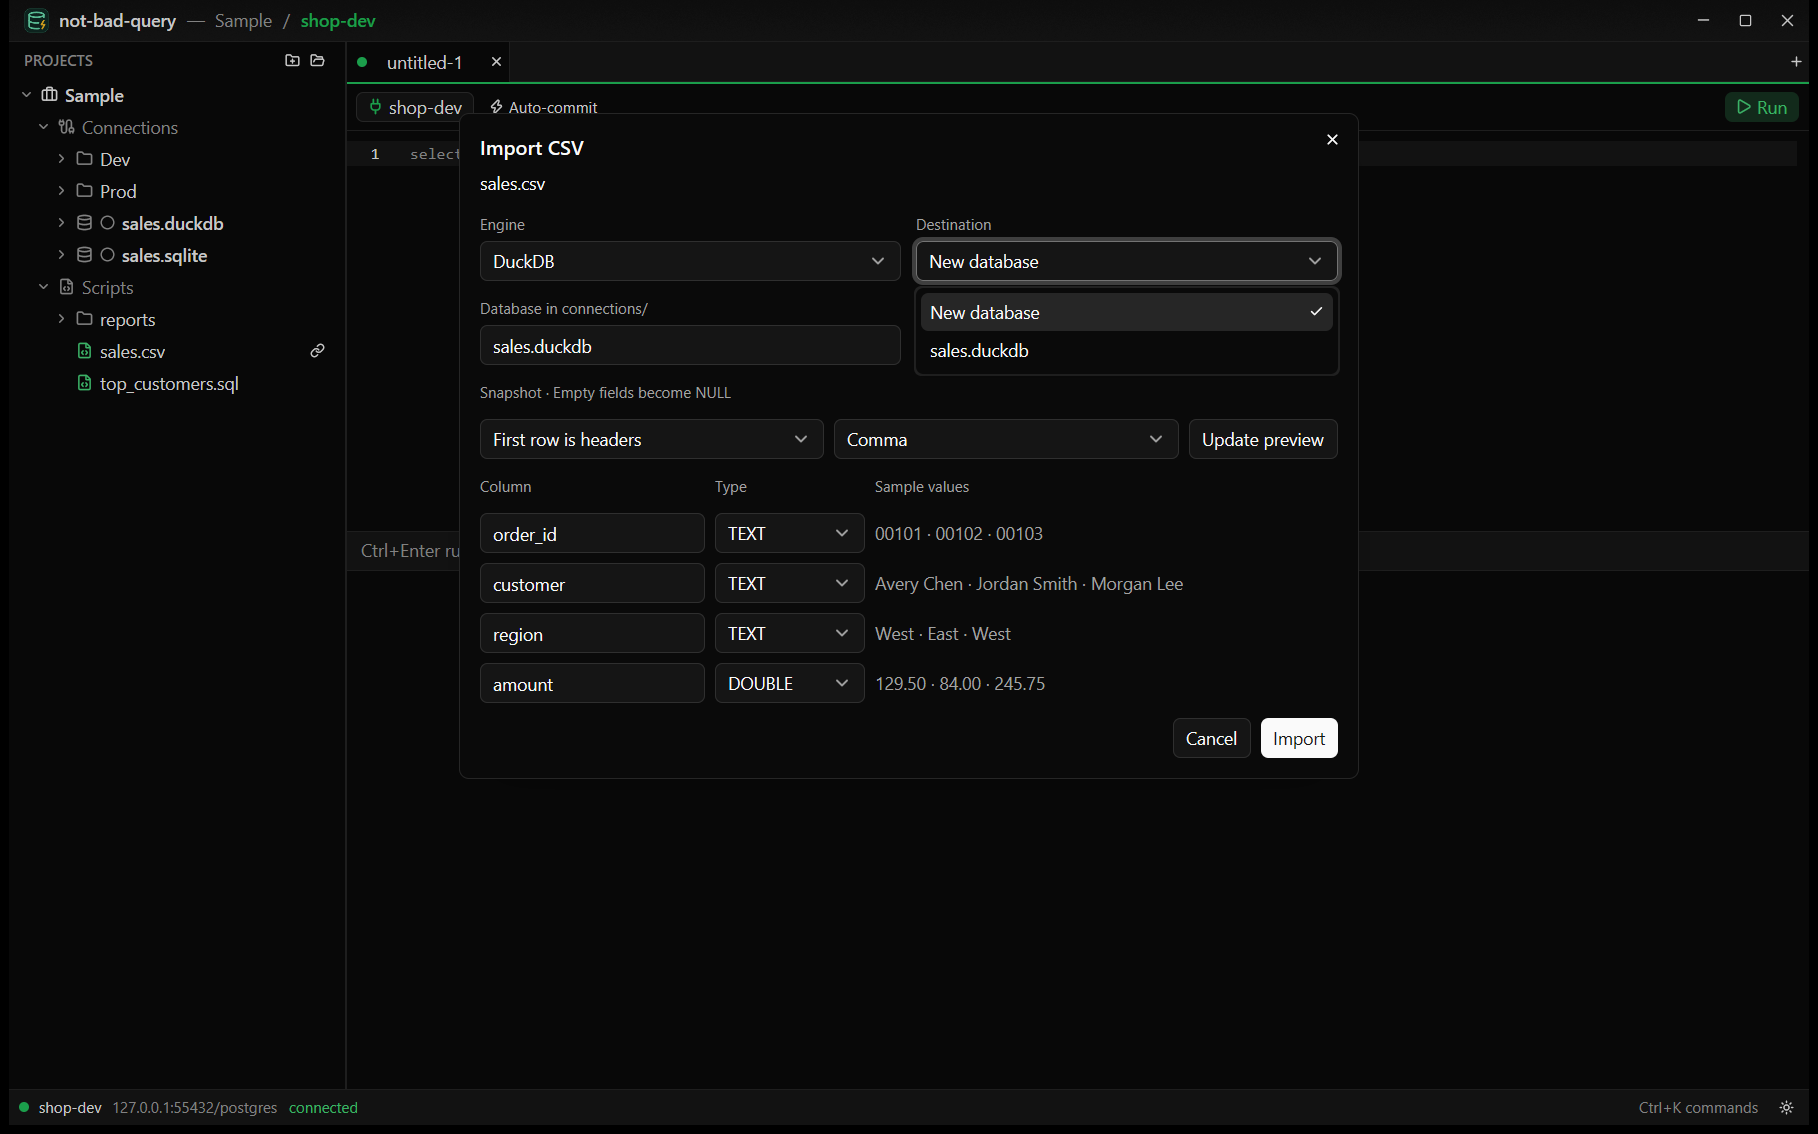 not-bad-query — Sample / shop-dev
PROJECTS
Sample
Connections
Dev
Prod
sales.duckdb
sales.sqlite
Scripts
reports
sales.csv
top_customers.sql
untitled-1
shop-dev
Auto-commit
Run
1 select
Import CSV
sales.csv
Engine
Destination
DuckDB
New database
New database
sales.duckdb
Database in connections/
sales.duckdb
Snapshot · Empty fields become NULL
First row is headers
Comma
Update preview
Column Type Sample values
order_id TEXT 00101 · 00102 · 00103
customer TEXT Avery Chen · Jordan Smith · Morgan Lee
region TEXT West · East · West
amount DOUBLE 129.50 · 84.00 · 245.75
Cancel
Import
Ctrl+Enter ru
shop-dev 127.0.0.1:55432/postgres connected
Ctrl+K commands